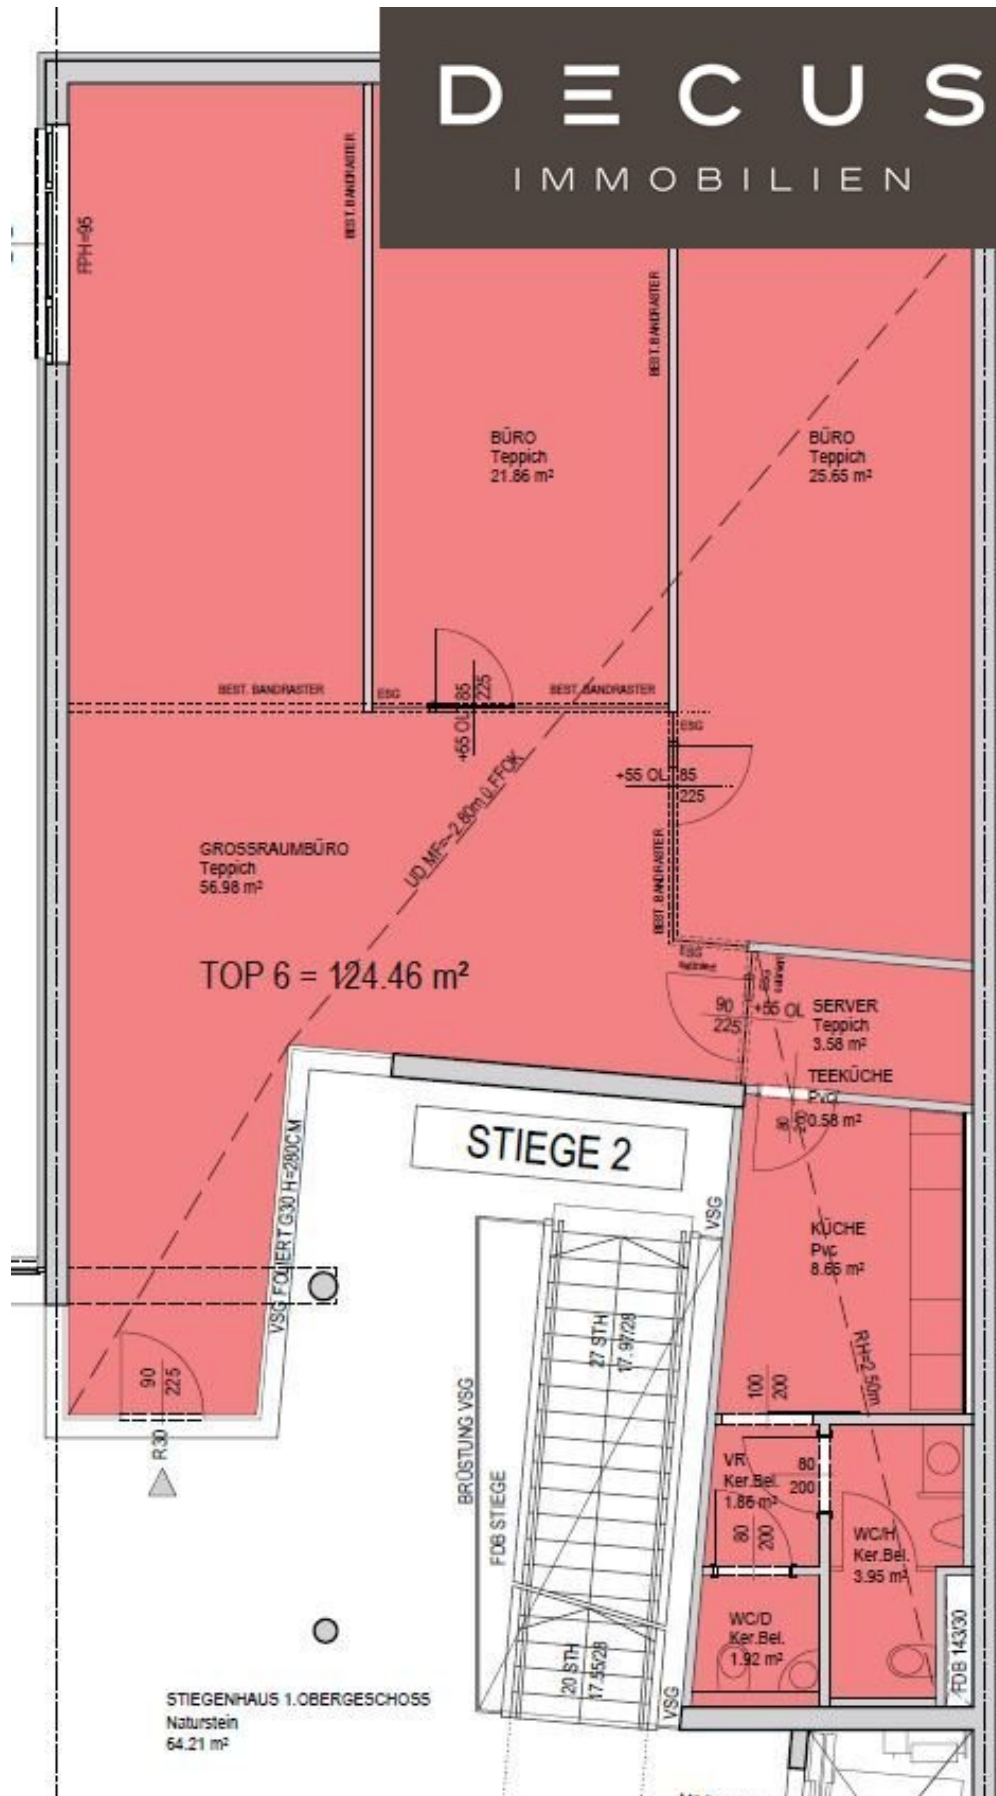 DECUS
IMMOBILIEN
BEST. BANDRASTER
FPH=95
BEST. BANDRASTER
BÜRO
Teppich
21.86 m²
BÜRO
Teppich
25.65 m²
BEST. BANDRASTER
ESG
+55 OL
85
225
BEST. BANDRASTER
ESG
+55 OL
85
225
UD MF=~2.80m ü.FFOK
GROSSRAUMBÜRO
Teppich
56.98 m²
BEST. BANDRASTER
TOP 6 = 124.46 m²
ESG
ESG
90
225
+55 OL
SERVER
Teppich
3.58 m²
TEEKÜCHE
Pvc
0.58 m²
80
200
STIEGE 2
VSG FOLIERT G30 H=280CM
VSG
KÜCHE
Pvc
8.65 m²
27 STH
17.97/28
RH=2.50m
90
225
R30
100
200
BRÜSTUNG VSG
FDB STIEGE
VR
Ker.Bel.
1.86 m²
80
200
80
200
WC/H
Ker.Bel.
3.95 m²
WC/D
Ker.Bel.
1.92 m²
FDB 143/30
20 STH
17.55/28
VSG
STIEGENHAUS 1.OBERGESCHOSS
Naturstein
64.21 m²